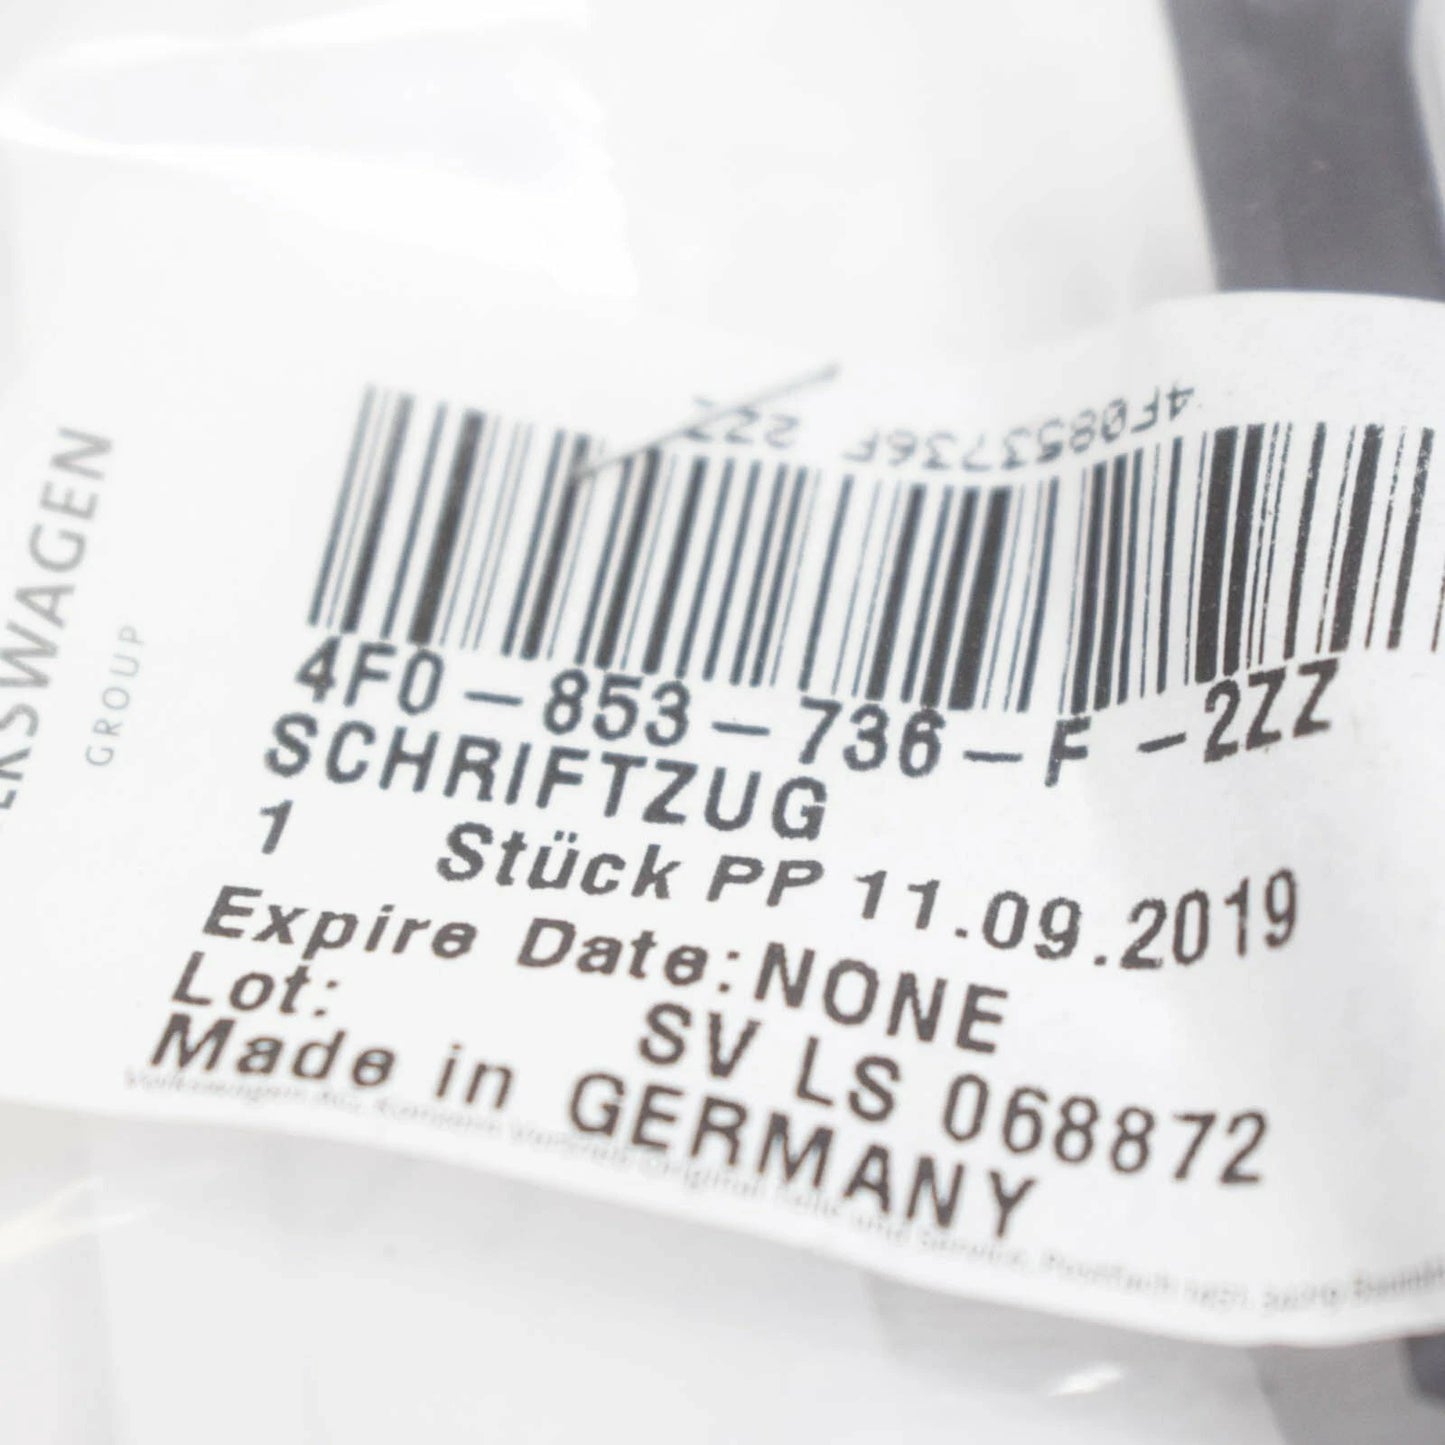 4F0853736F 2ZZ
4F0-853-736-F -2ZZ
SCHRIFTZUG
1 Stück PP 11.09.2019
Expire Date:NONE
Lot: SV LS 068872
Made in GERMANY
GROUP